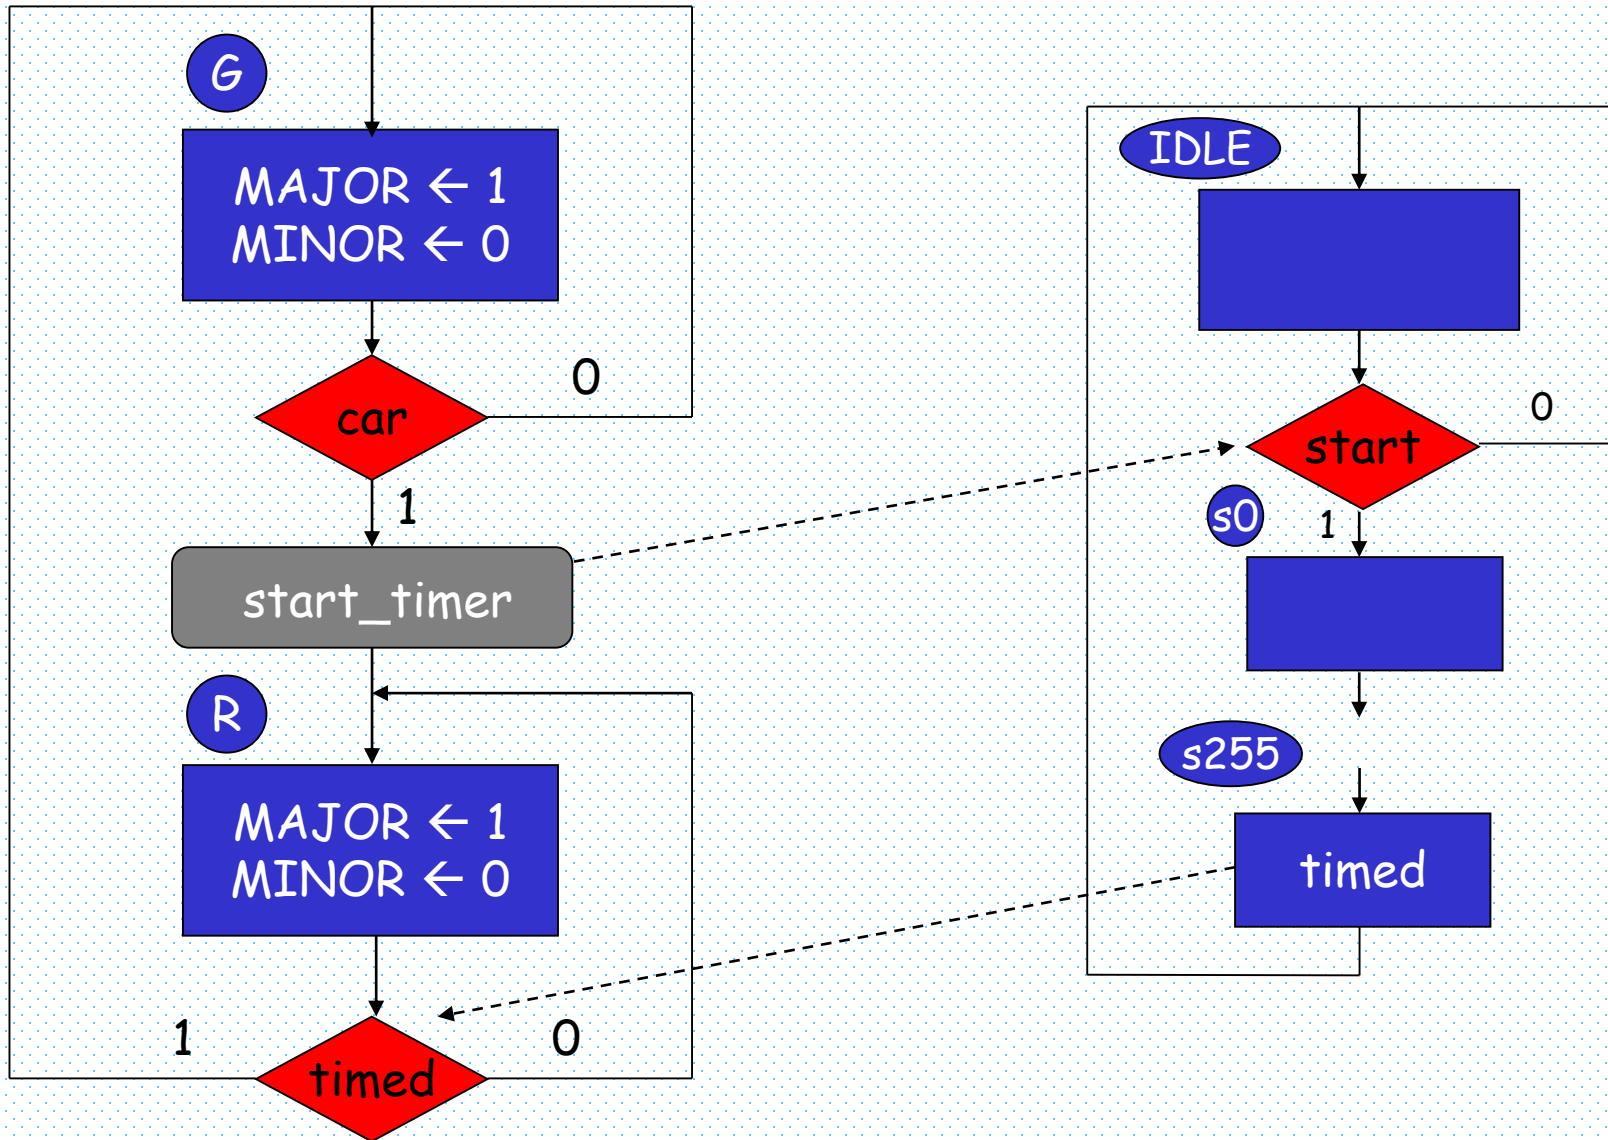 G
MAJOR ← 1
MINOR ← 0
car
0
1
start_timer
R
MAJOR ← 1
MINOR ← 0
1
0
timed
IDLE
start
0
s0
1
s255
timed